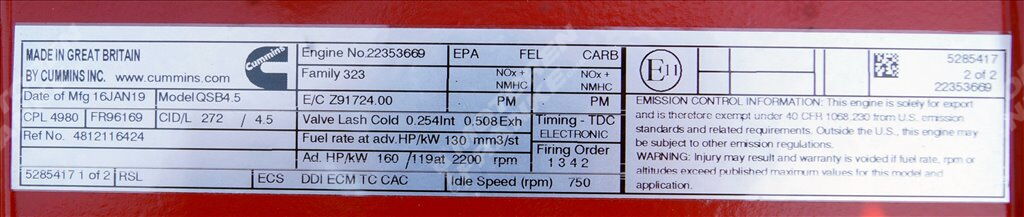 MADE IN GREAT BRITAIN
BY CUMMINS INC. www.cummins.com
Cummins
Date of Mfg 16JAN19 Model QSB4.5
CPL 4980 FR96169 CID/L 272 / 4.5
Ref No. 4812116424
5285417 1 of 2 RSL ECS DDI ECM TC CAC
Engine No.22353669
Family 323
E/C Z91724.00
Valve Lash Cold 0.254Int 0.508Exh
Fuel rate at adv. HP/kW 130 mm3/st
Ad. HP/kW 160 /119at 2200 rpm
Idle Speed (rpm) 750
EPA FEL CARB
NOx + NOx +
NMHC NMHC
PM PM
Timing - TDC
ELECTRONIC
Firing Order
1 3 4 2
E11
5285417
2 of 2
22353669
EMISSION CONTROL INFORMATION: This engine is solely for export
and is therefore exempt under 40 CFR 1068.230 from U.S. emission
standards and related requirements. Outside the U.S., this engine may
be subject to other emission regulations.
WARNING: Injury may result and warranty is voided if fuel rate, rpm or
altitudes exceed published maximum values for this model and
application.